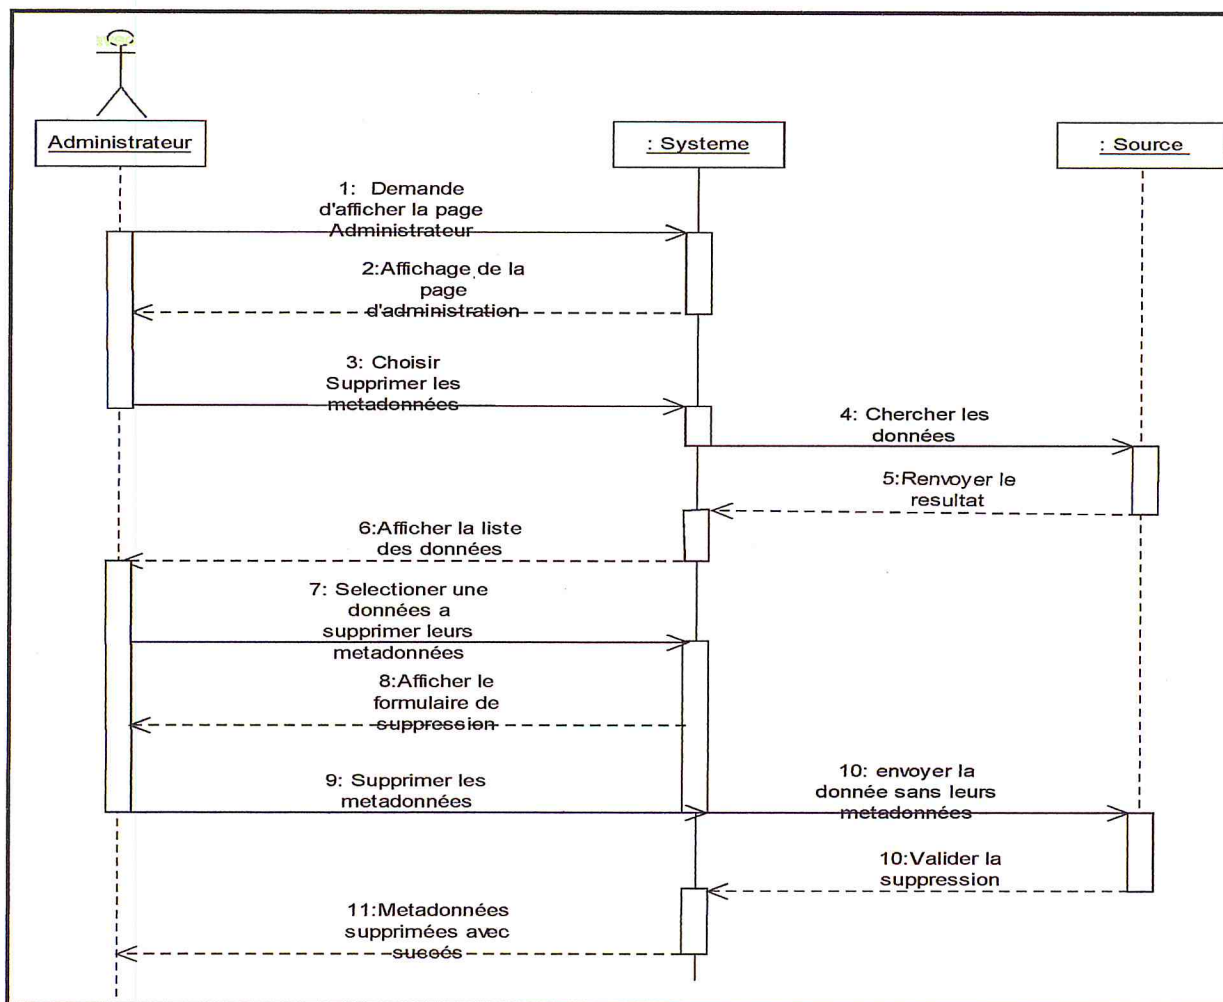 Administrateur
: Systeme
: Source
1: Demande
d'afficher la page
Administrateur
2:Affichage de la
page
d'administration
3: Choisir
Supprimer les
metadonnées
4: Chercher les
données
5:Renvoyer le
resultat
6:Afficher la liste
des données
7: Selectioner une
données a
supprimer leurs
metadonnées
8:Afficher le
formulaire de
suppression
9: Supprimer les
metadonnées
10: envoyer la
donnée sans leurs
metadonnées
10:Valider la
suppression
11:Metadonnées
supprimées avec
succés